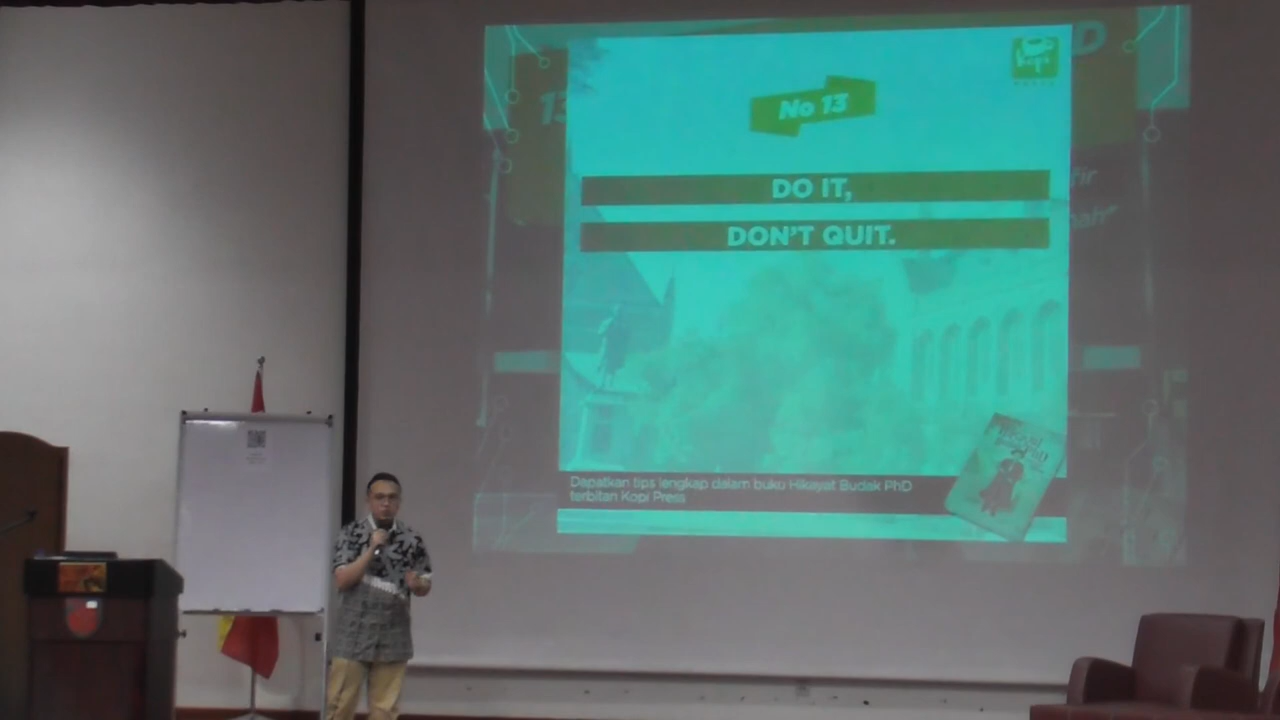 No 13
DO IT,
DON'T QUIT.
Dapatkan tips lengkap dalam buku Hikayat Budak PhD
terbitan Kopi Press